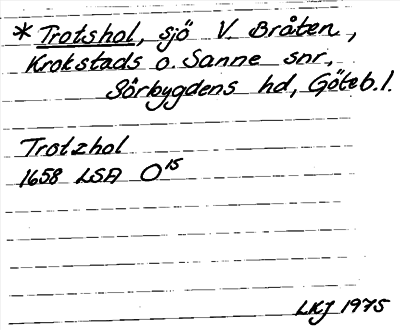 * Trotshol, sjö V. Bråten,
Krokstads o. Sanne snr,
Sörbygdens hd, Göteb. l.
Trotzhol
1658 LSA O15
LKJ 1975